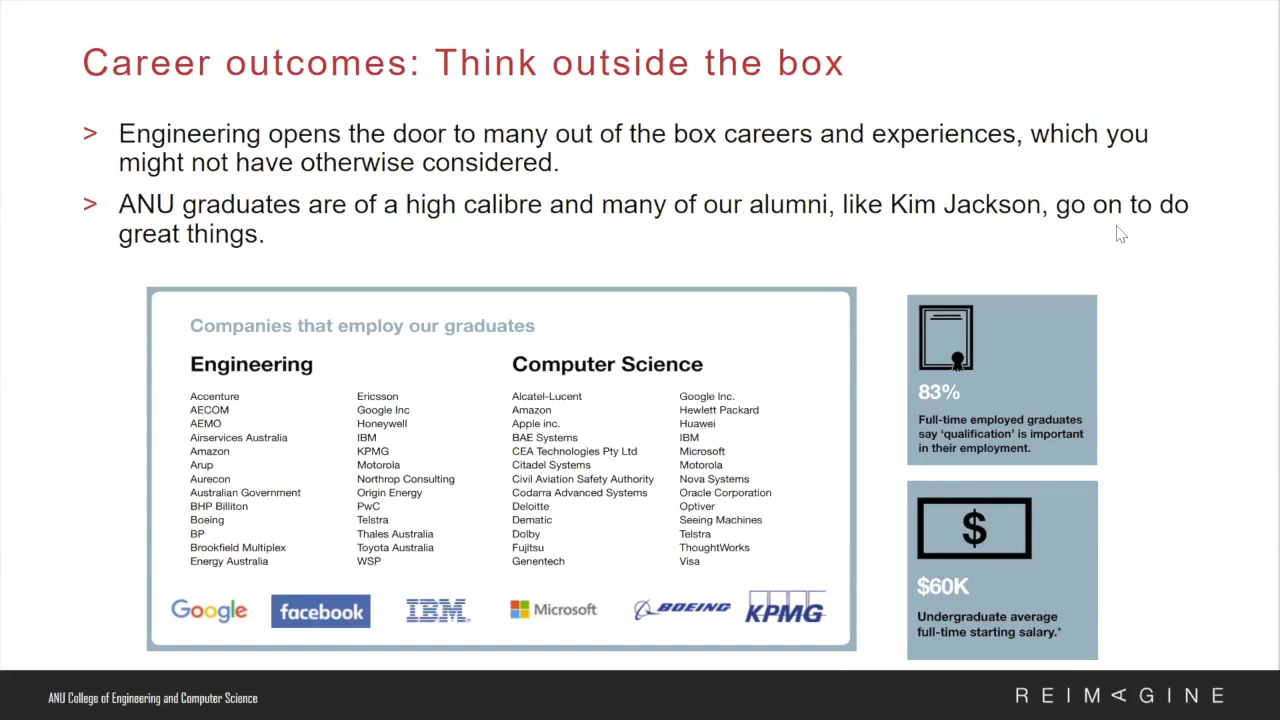 Career outcomes: Think outside the box
> Engineering opens the door to many out of the box careers and experiences, which you
might not have otherwise considered.
> ANU graduates are of a high calibre and many of our alumni, like Kim Jackson, go on to do
great things.
Companies that employ our graduates
Engineering
Accenture
AECOM
AEMO
Airservices Australia
Amazon
Arup
Aurecon
Australian Government
BHP Billiton
Boeing
BP
Brookfield Multiplex
Energy Australia
Ericsson
Google Inc
Honeywell
IBM
KPMG
Motorola
Northrop Consulting
Origin Energy
PwC
Telstra
Thales Australia
Toyota Australia
WSP
Computer Science
Alcatel-Lucent
Amazon
Apple inc.
BAE Systems
CEA Technologies Pty Ltd
Citadel Systems
Civil Aviation Safety Authority
Codarra Advanced Systems
Deloitte
Dematic
Dolby
Fujitsu
Genentech
Google Inc.
Hewlett Packard
Huawei
IBM
Microsoft
Motorola
Nova Systems
Oracle Corporation
Optiver
Seeing Machines
Telstra
ThoughtWorks
Visa
Google
facebook
IBM
Microsoft
BOEING
KPMG
83%
Full-time employed graduates
say ‘qualification’ is important
in their employment.
$
$60K
Undergraduate average
full-time starting salary.*
ANU College of Engineering and Computer Science
REIMAGINE